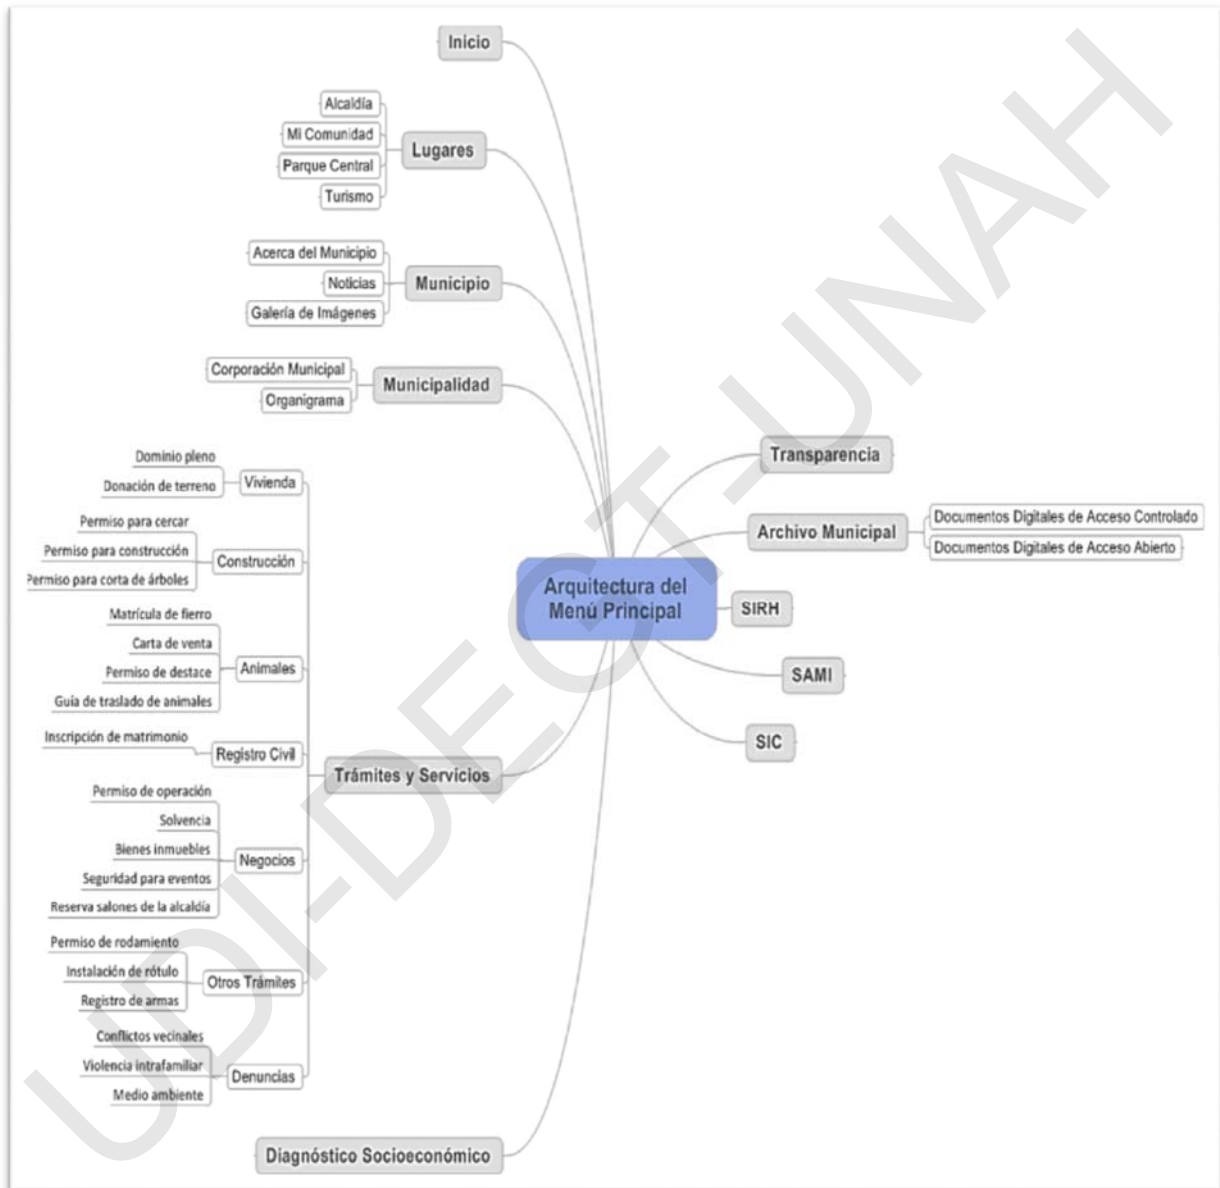 Inicio
Alcaldía
Mi Comunidad
Parque Central
Turismo
Lugares
Acerca del Municipio
Noticias
Galería de Imágenes
Municipio
Corporación Municipal
Organigrama
Municipalidad
Dominio pleno
Donación de terreno
Vivienda
Permiso para cercar
Permiso para construcción
Permiso para corta de árboles
Construcción
Matrícula de fierro
Carta de venta
Permiso de destace
Guía de traslado de animales
Animales
Inscripción de matrimonio
Registro Civil
Trámites y Servicios
Permiso de operación
Solvencia
Bienes inmuebles
Seguridad para eventos
Reserva salones de la alcaldía
Negocios
Permiso de rodamiento
Instalación de rótulo
Registro de armas
Otros Trámites
Conflictos vecinales
Violencia intrafamiliar
Medio ambiente
Denuncias
Diagnóstico Socioeconómico
Arquitectura del
Menú Principal
Transparencia
Archivo Municipal
Documentos Digitales de Acceso Controlado
Documentos Digitales de Acceso Abierto
SIRH
SAMI
SIC
UDI-DEGT-UNAH